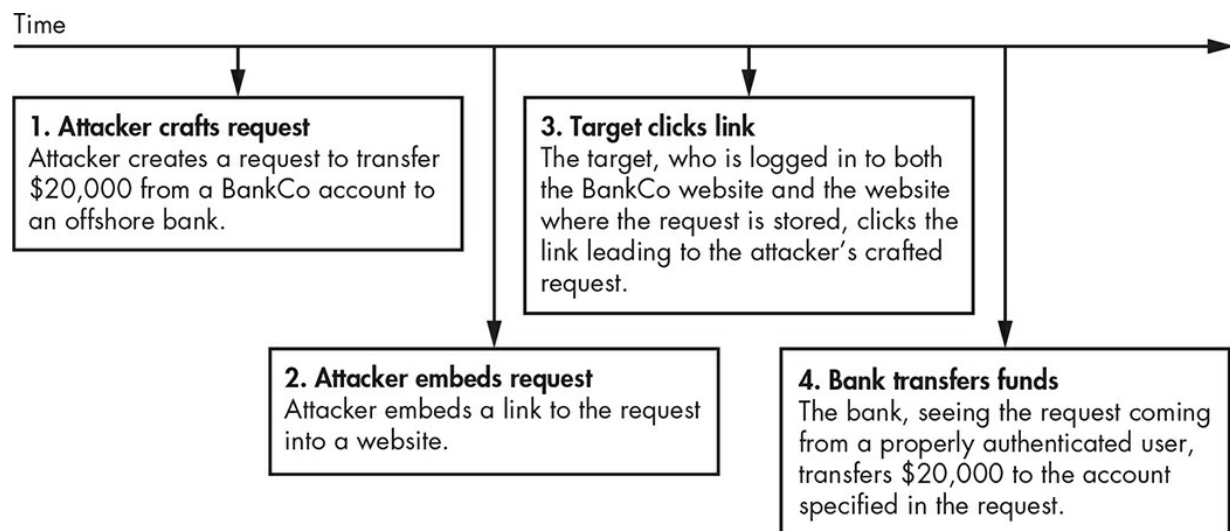 Time
1. Attacker crafts request
Attacker creates a request to transfer
$20,000 from a BankCo account to
an offshore bank.
2. Attacker embeds request
Attacker embeds a link to the request
into a website.
3. Target clicks link
The target, who is logged in to both
the BankCo website and the website
where the request is stored, clicks the
link leading to the attacker’s crafted
request.
4. Bank transfers funds
The bank, seeing the request coming
from a properly authenticated user,
transfers $20,000 to the account
specified in the request.